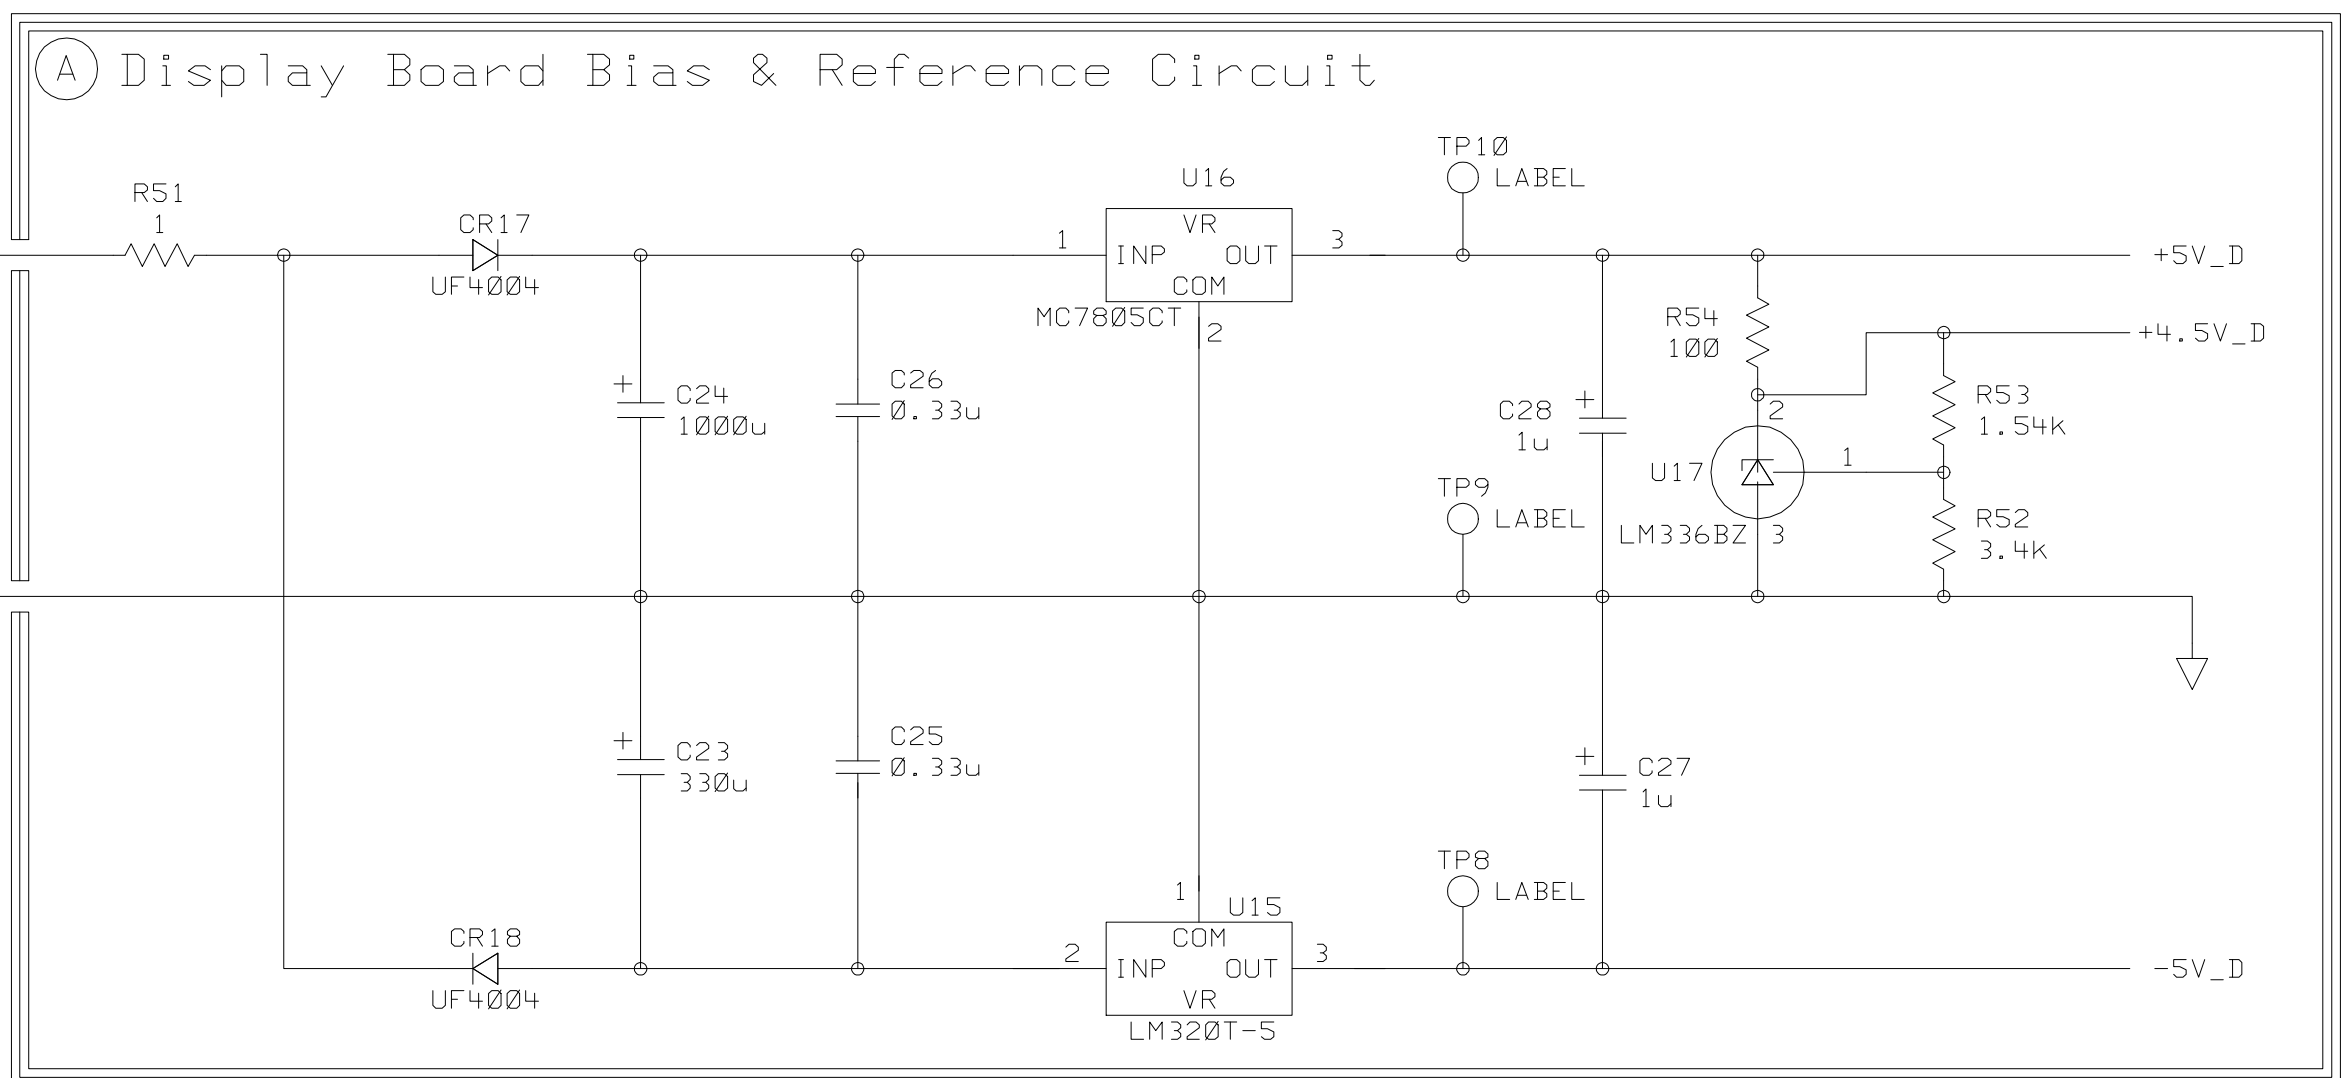 A Display Board Bias & Reference Circuit
TP10
LABEL
U16
R51
1
CR17
UF4004
1
VR
INP OUT
COM
3
MC7805CT
2
+5V_D
R54
100
+4.5V_D
C24
1000u
C26
0.33u
C28
1u
2
R53
1.54k
U17
1
TP9
LABEL
LM336BZ
3
R52
3.4k
C23
330u
C25
0.33u
C27
1u
TP8
LABEL
1
U15
CR18
UF4004
2
COM
INP OUT
VR
3
-5V_D
LM320T-5